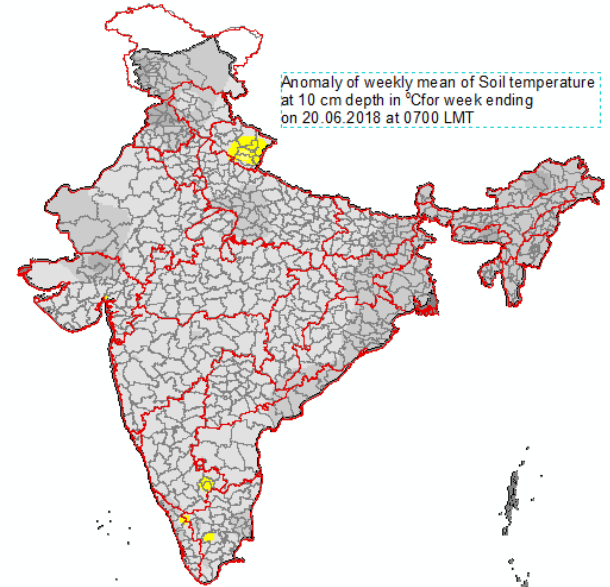 Anomaly of weekly mean of Soil temperature
at 10 cm depth in ⁰Cfor week ending
on 20.06.2018 at 0700 LMT